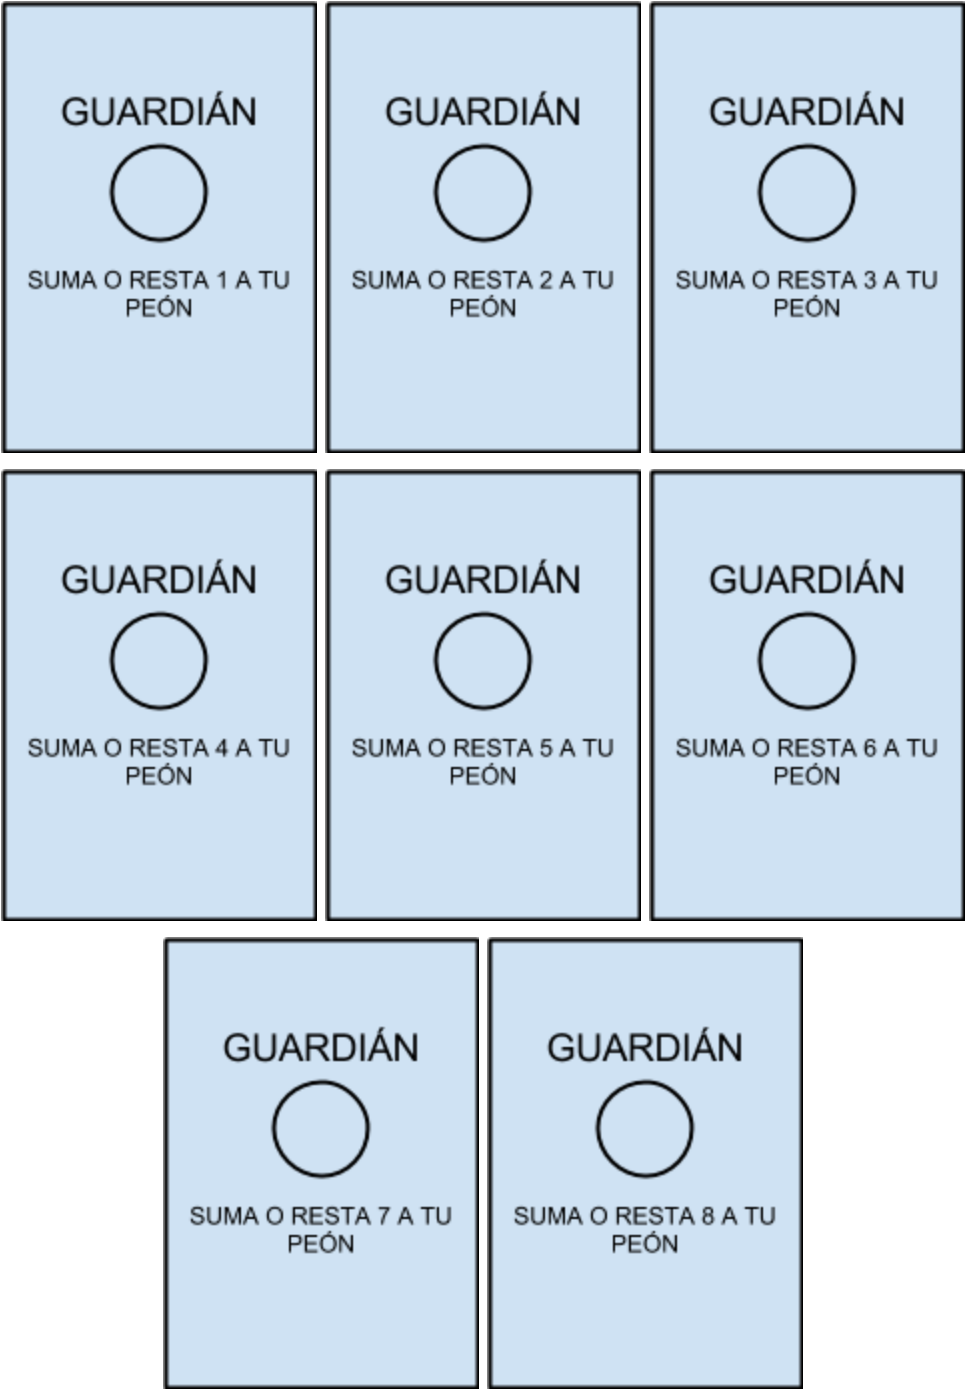 GUARDIÁN
SUMA O RESTA 1 A TU
PEÓN
GUARDIÁN
SUMA O RESTA 2 A TU
PEÓN
GUARDIÁN
SUMA O RESTA 3 A TU
PEÓN
GUARDIÁN
SUMA O RESTA 4 A TU
PEÓN
GUARDIÁN
SUMA O RESTA 5 A TU
PEÓN
GUARDIÁN
SUMA O RESTA 6 A TU
PEÓN
GUARDIÁN
SUMA O RESTA 7 A TU
PEÓN
GUARDIÁN
SUMA O RESTA 8 A TU
PEÓN